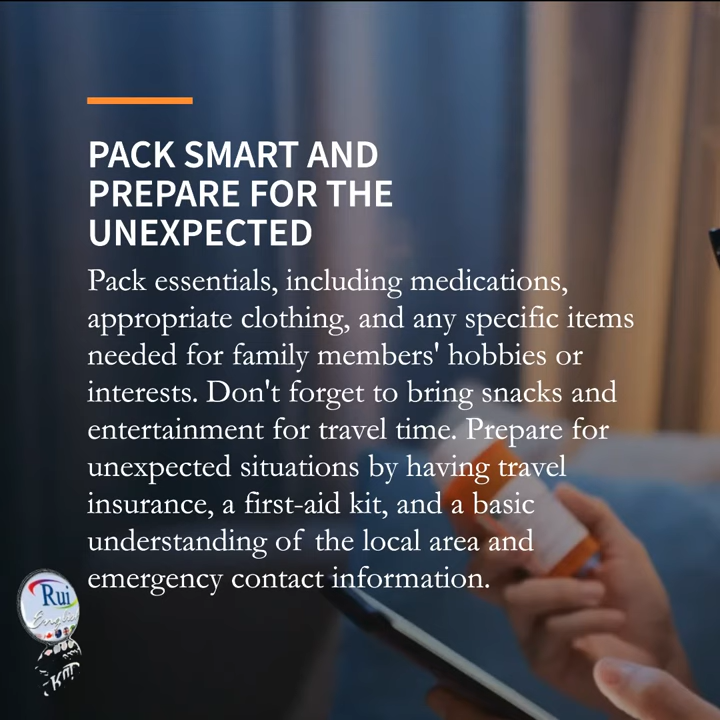 PACK SMART AND
PREPARE FOR THE
UNEXPECTED
Pack essentials, including medications,
appropriate clothing, and any specific items
needed for family members' hobbies or
interests. Don't forget to bring snacks and
entertainment for travel time. Prepare for
unexpected situations by having travel
insurance, a first-aid kit, and a basic
understanding of the local area and
emergency contact information.
Rui